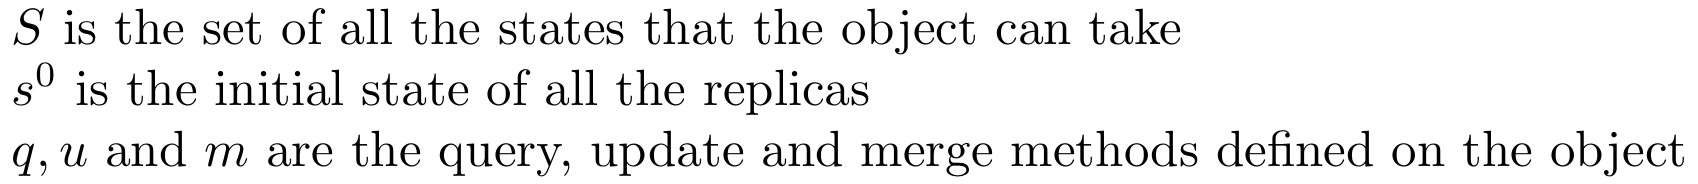 S is the set of all the states that the object can take
s⁰ is the initial state of all the replicas
q, u and m are the query, update and merge methods defined on the object